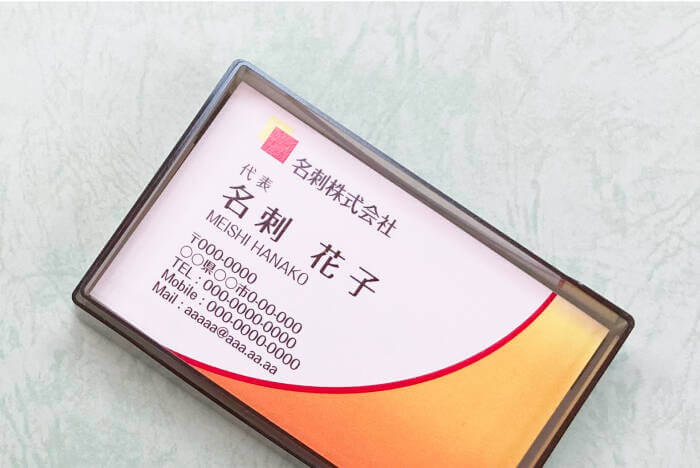 名刺株式会社
代表
名刺 花子
MEISHI HANAKO
〒000-0000
○○県○○市0-00-000
TEL : 000-0000-0000
Mobile : 000-0000-0000
Mail : aaaaa@aaa.aa.aa